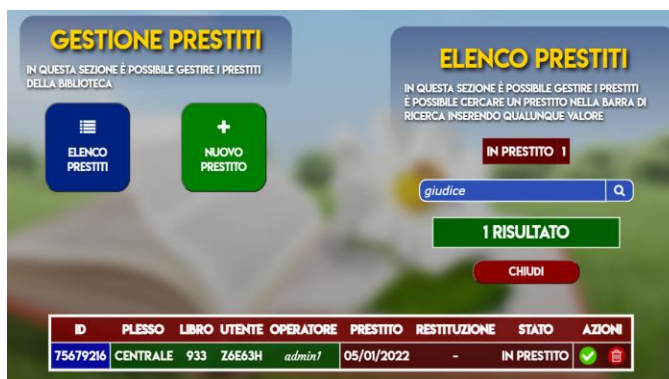 GESTIONE PRESTITI
IN QUESTA SEZIONE È POSSIBILE GESTIRE I PRESTITI
DELLA BIBLIOTECA
ELENCO
PRESTITI
NUOVO
PRESTITO
ELENCO PRESTITI
IN QUESTA SEZIONE È POSSIBILE GESTIRE I PRESTITI
È POSSIBILE CERCARE UN PRESTITO NELLA BARRA DI
RICERCA INSERENDO QUALUNQUE VALORE
IN PRESTITO 1
giudice
1 RISULTATO
CHIUDI
ID PLESSO LIBRO UTENTE OPERATORE PRESTITO RESTITUZIONE STATO AZIONI
75679216 CENTRALE 933 Z6E63H admin1 05/01/2022 - IN PRESTITO